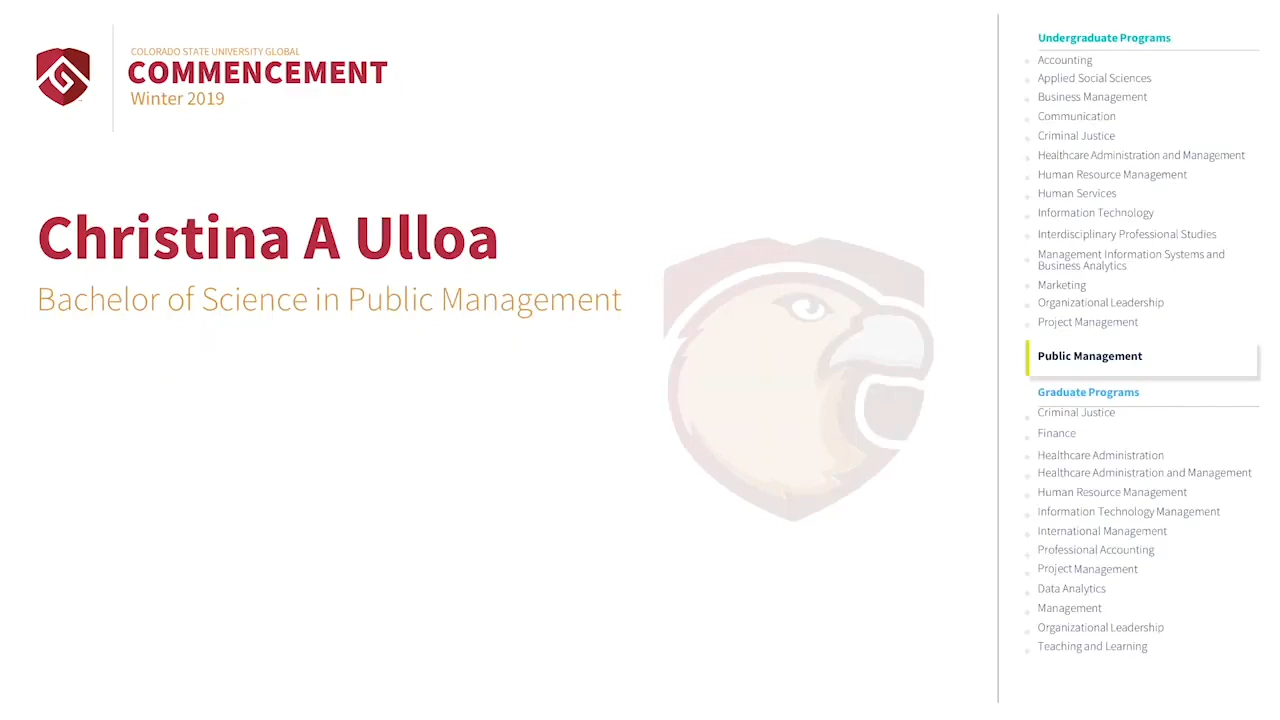 COLORADO STATE UNIVERSITY GLOBAL
COMMENCEMENT
Winter 2019
Christina A Ulloa
Bachelor of Science in Public Management
Undergraduate Programs
Accounting
Applied Social Sciences
Business Management
Communication
Criminal Justice
Healthcare Administration and Management
Human Resource Management
Human Services
Information Technology
Interdisciplinary Professional Studies
Management Information Systems and
Business Analytics
Marketing
Organizational Leadership
Project Management
Public Management
Graduate Programs
Criminal Justice
Finance
Healthcare Administration
Healthcare Administration and Management
Human Resource Management
Information Technology Management
International Management
Professional Accounting
Project Management
Data Analytics
Management
Organizational Leadership
Teaching and Learning